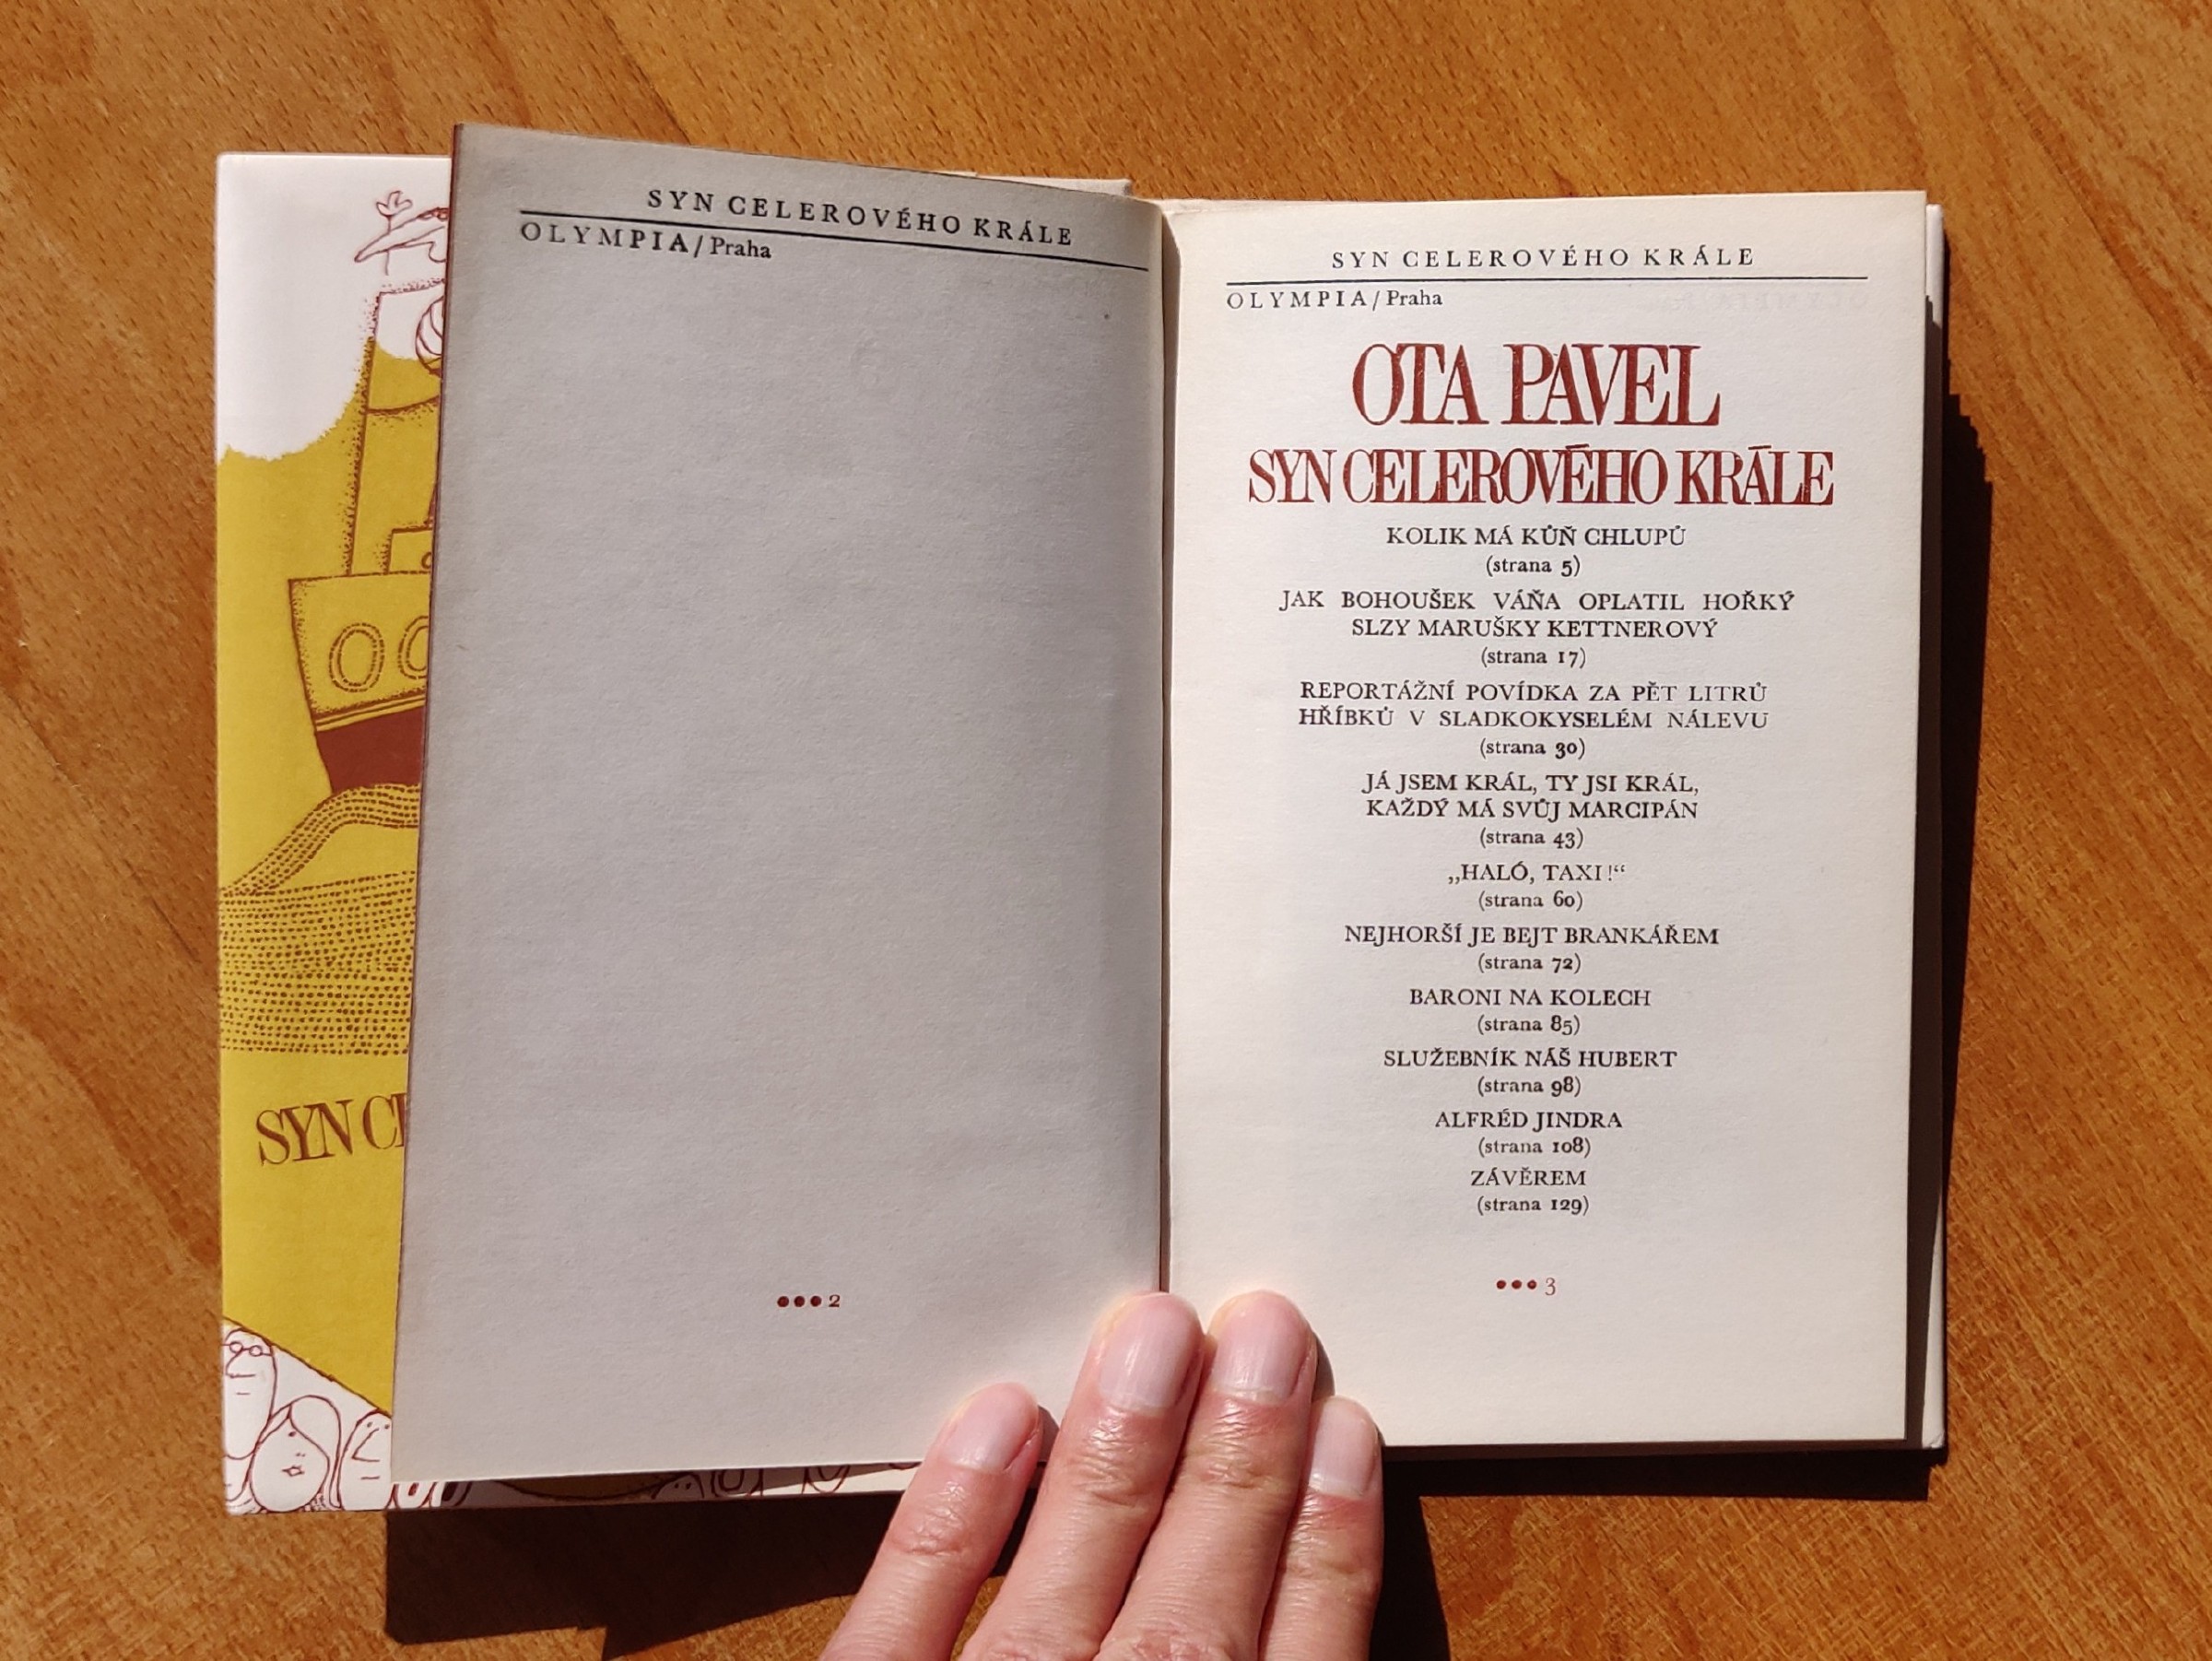 SYN CELEROVÉHO KRÁLE
OLYMPIA/Praha
SYN
●●●2
SYN CELEROVÉHO KRÁLE
OLYMPIA/Praha
OTA PAVEL
SYN CELEROVÉHO KRÁLE
KOLIK MÁ KŮŇ CHLUPŮ
(strana 5)
JAK BOHOUŠEK VÁŇA OPLATIL HOŘKÝ
SLZY MARUŠKY KETTNEROVÝ
(strana 17)
REPORTÁŽNÍ POVÍDKA ZA PĚT LITRŮ
HŘÍBKŮ V SLADKOKYSELÉM NÁLEVU
(strana 30)
JÁ JSEM KRÁL, TY JSI KRÁL,
KAŽDÝ MÁ SVŮJ MARCIPÁN
(strana 43)
„HALÓ, TAXI!“
(strana 60)
NEJHORŠÍ JE BEJT BRANKÁŘEM
(strana 72)
BARONI NA KOLECH
(strana 85)
SLUŽEBNÍK NÁŠ HUBERT
(strana 98)
ALFRÉD JINDRA
(strana 108)
ZÁVĚREM
(strana 129)
●●●3